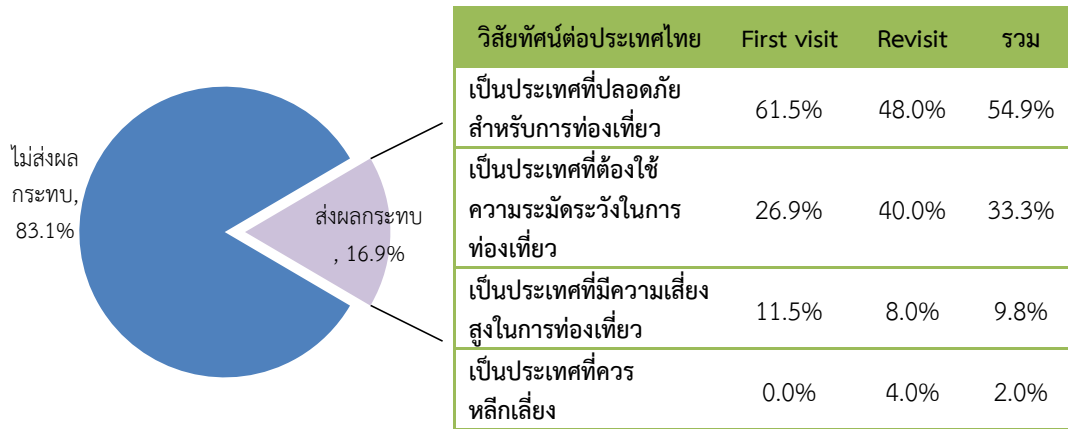 ไม่ส่งผล
กระทบ,
83.1%
ส่งผลกระทบ
, 16.9%
วิสัยทัศน์ต่อประเทศไทย First visit Revisit รวม
เป็นประเทศที่ปลอดภัย
สำหรับการท่องเที่ยว 61.5% 48.0% 54.9%
เป็นประเทศที่ต้องใช้
ความระมัดระวังในการ 26.9% 40.0% 33.3%
ท่องเที่ยว
เป็นประเทศที่มีความเสี่ยง
สูงในการท่องเที่ยว 11.5% 8.0% 9.8%
เป็นประเทศที่ควร
หลีกเลี่ยง 0.0% 4.0% 2.0%